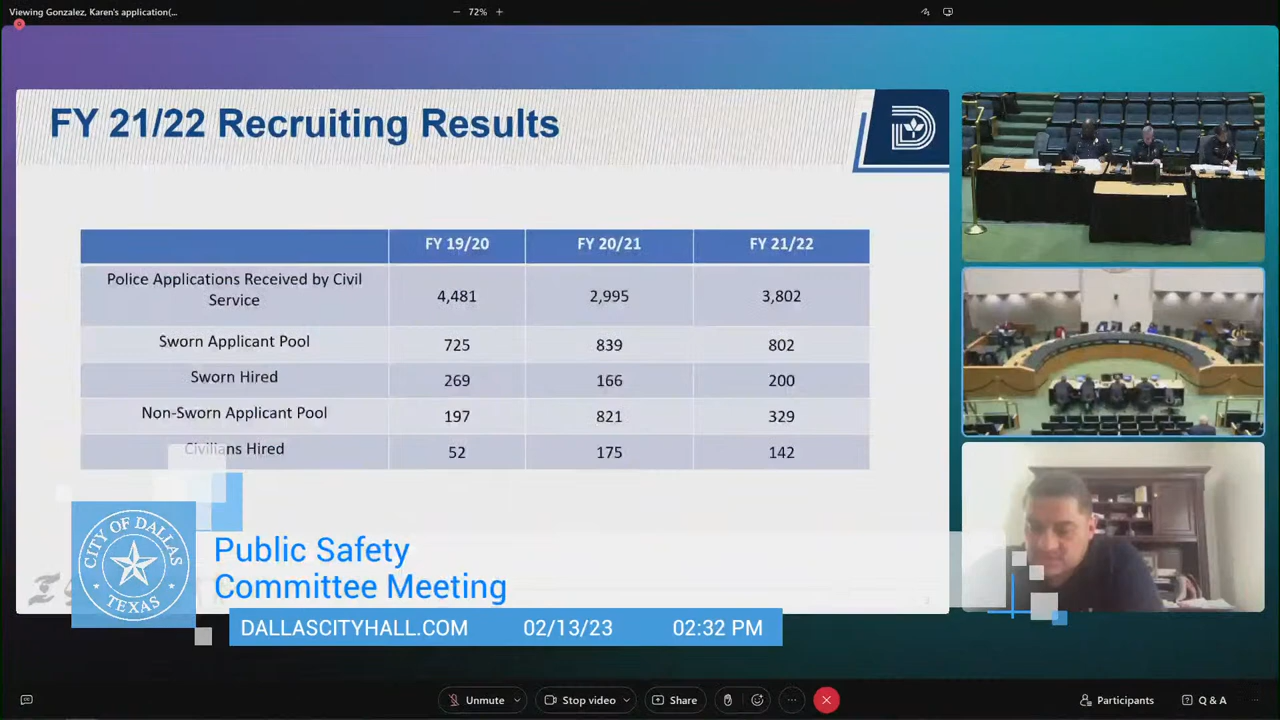 Viewing Gonzalez, Karen's application(...
72%
FY 21/22 Recruiting Results
FY 19/20 FY 20/21 FY 21/22
Police Applications Received by Civil
Service
4,481 2,995 3,802
Sworn Applicant Pool 725 839 802
Sworn Hired 269 166 200
Non-Sworn Applicant Pool 197 821 329
Civilians Hired 52 175 142
CITY OF DALLAS
TEXAS
Public Safety
Committee Meeting
DALLASCITYHALL.COM 02/13/23 02:32 PM
Unmute
Stop video
Share
Participants
Q & A